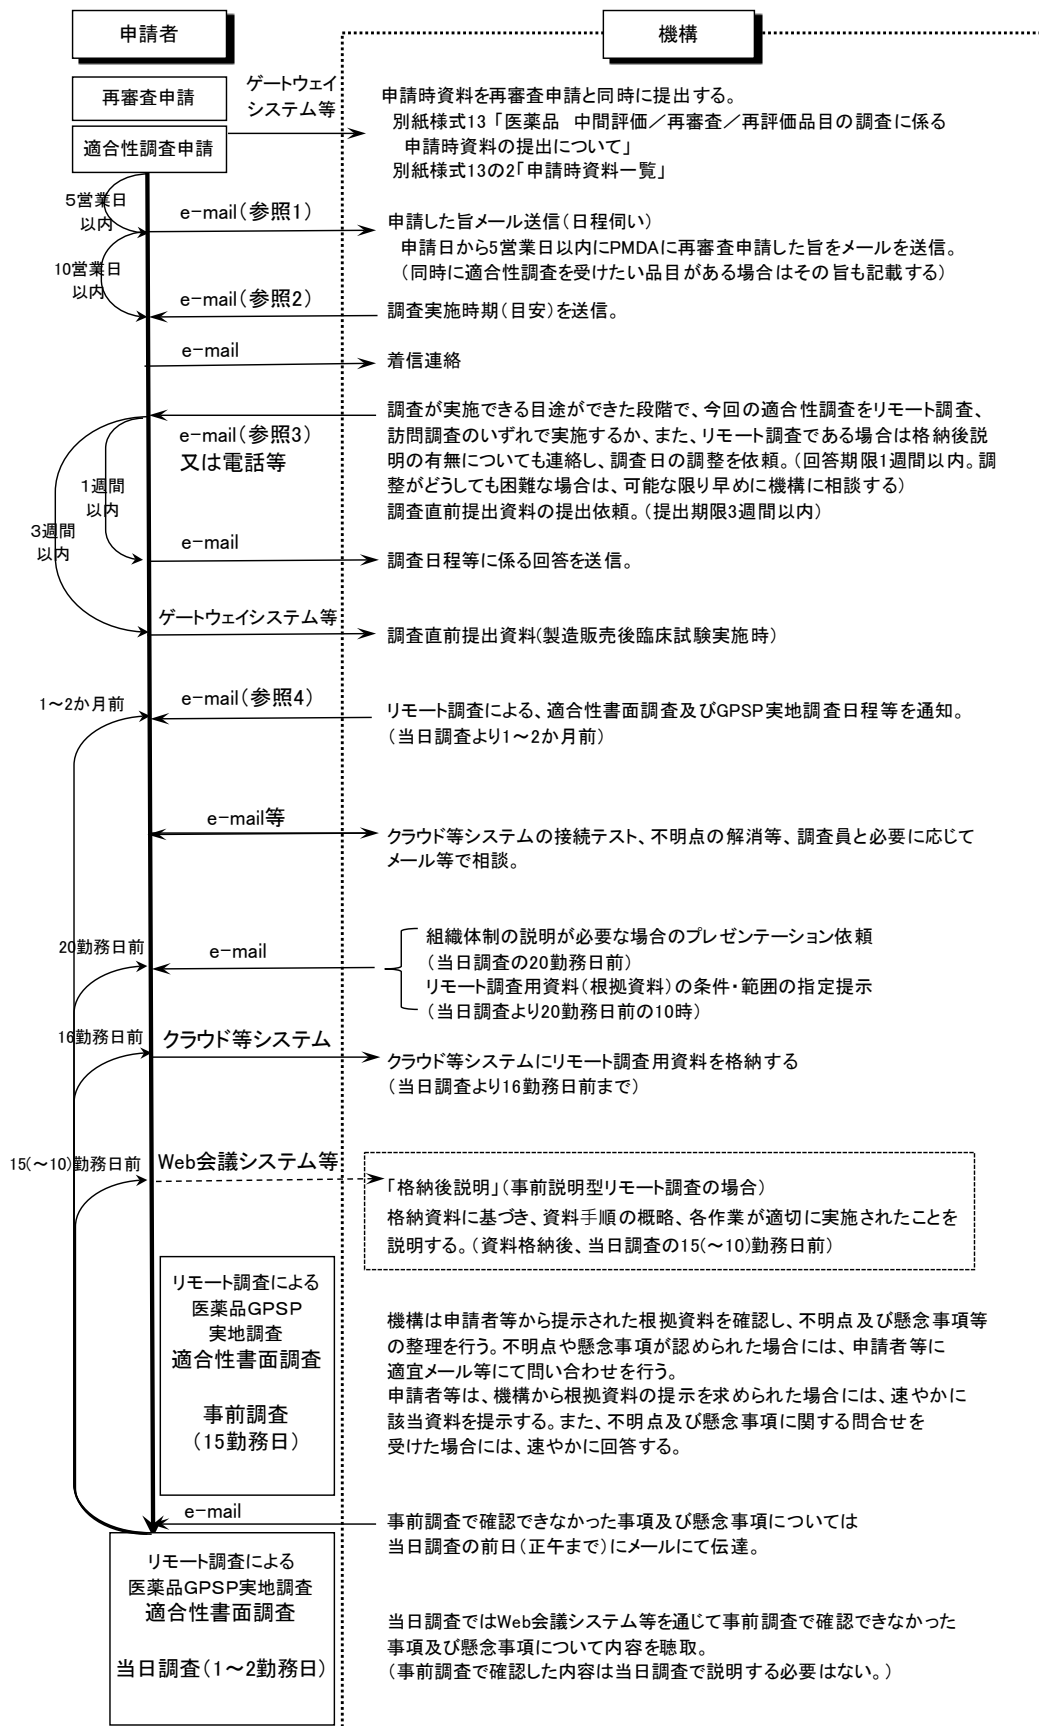 申請者
機構
再審査申請
適合性調査申請
ゲートウェイ
システム等
申請時資料を再審査申請と同時に提出する。
別紙様式13「医薬品　中間評価／再審査／再評価品目の調査に係る
申請時資料の提出について」
別紙様式13の2「申請時資料一覧」
5営業日
以内
e-mail（参照1）
申請した旨メール送信（日程伺い）
申請日から5営業日以内にPMDAに再審査申請した旨をメールを送信。
（同時に適合性調査を受けたい品目がある場合はその旨も記載する）
10営業日
以内
e-mail（参照2）
調査実施時期（目安）を送信。
e-mail
着信連絡
調査が実施できる目途ができた段階で、今回の適合性調査をリモート調査、
訪問調査のいずれで実施するか、また、リモート調査である場合は格納後説
明の有無についても連絡し、調査日の調整を依頼。（回答期限1週間以内。調
整がどうしても困難な場合は、可能な限り早めに機構に相談する）
調査直前提出資料の提出依頼。（提出期限3週間以内）
e-mail（参照3）
又は電話等
1週間
以内
3週間
以内
e-mail
調査日程等に係る回答を送信。
ゲートウェイシステム等
調査直前提出資料(製造販売後臨床試験実施時）
1～2か月前
e-mail（参照4）
リモート調査による、適合性書面調査及びGPSP実地調査日程等を通知。
（当日調査より1～2か月前）
e-mail等
クラウド等システムの接続テスト、不明点の解消等、調査員と必要に応じて
メール等で相談。
20勤務日前
e-mail
組織体制の説明が必要な場合のプレゼンテーション依頼
（当日調査の20勤務日前）
リモート調査用資料（根拠資料）の条件・範囲の指定提示
（当日調査より20勤務日前の10時）
16勤務日前
クラウド等システム
クラウド等システムにリモート調査用資料を格納する
（当日調査より16勤務日前まで）
15(～10)勤務日前
Web会議システム等
「格納後説明」（事前説明型リモート調査の場合）
格納資料に基づき、資料手順の概略、各作業が適切に実施されたことを
説明する。（資料格納後、当日調査の15(～10)勤務日前）
リモート調査による
医薬品GPSP
実地調査
適合性書面調査
事前調査
（15勤務日）
機構は申請者等から提示された根拠資料を確認し、不明点及び懸念事項等
の整理を行う。不明点や懸念事項が認められた場合には、申請者等に
適宜メール等にて問い合わせを行う。
申請者等は、機構から根拠資料の提示を求められた場合には、速やかに
該当資料を提示する。また、不明点及び懸念事項に関する問合せを
受けた場合には、速やかに回答する。
e-mail
事前調査で確認できなかった事項及び懸念事項については
当日調査の前日（正午まで）にメールにて伝達。
リモート調査による
医薬品GPSP実地調査
適合性書面調査
当日調査（1～2勤務日）
当日調査ではWeb会議システム等を通じて事前調査で確認できなかった
事項及び懸念事項について内容を聴取。
（事前調査で確認した内容は当日調査で説明する必要はない。）